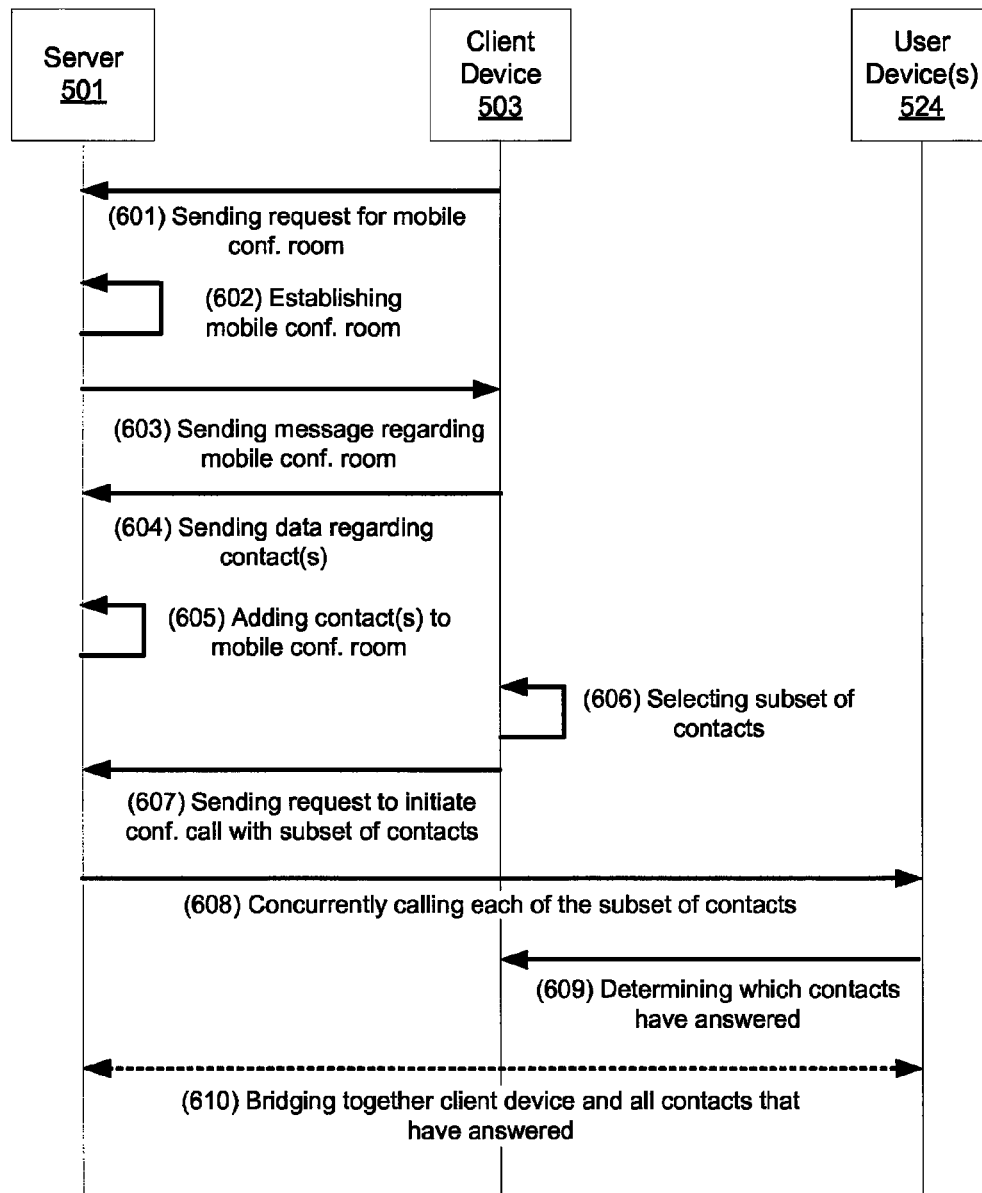 Server
501
Client
Device
503
User
Device(s)
524
(601) Sending request for mobile
conf. room
(602) Establishing
mobile conf. room
(603) Sending message regarding
mobile conf. room
(604) Sending data regarding
contact(s)
(605) Adding contact(s) to
mobile conf. room
(606) Selecting subset of
contacts
(607) Sending request to initiate
conf. call with subset of contacts
(608) Concurrently calling each of the subset of contacts
(609) Determining which contacts
have answered
(610) Bridging together client device and all contacts that
have answered